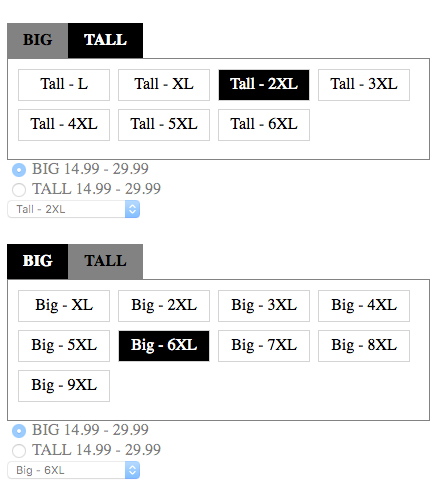 BIG TALL
Tall - L Tall - XL Tall - 2XL Tall - 3XL
Tall - 4XL Tall - 5XL Tall - 6XL
BIG 14.99 - 29.99
TALL 14.99 - 29.99
Tall - 2XL
BIG TALL
Big - XL Big - 2XL Big - 3XL Big - 4XL
Big - 5XL Big - 6XL Big - 7XL Big - 8XL
Big - 9XL
BIG 14.99 - 29.99
TALL 14.99 - 29.99
Big - 6XL